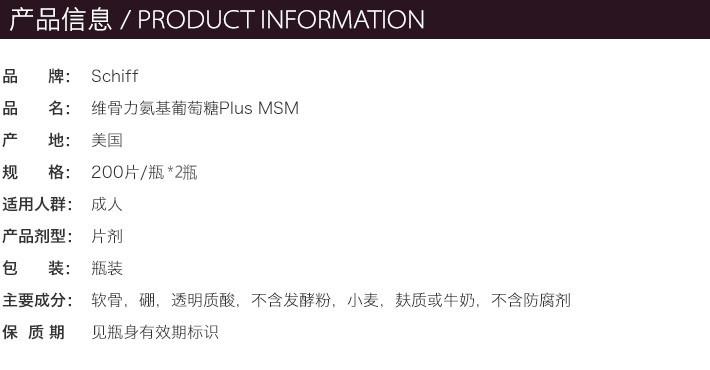 产品信息 / PRODUCT INFORMATION
品 牌： Schiff
品 名： 维骨力氨基葡萄糖Plus MSM
产 地： 美国
规 格： 200片/瓶 *2瓶
适用人群： 成人
产品剂型： 片剂
包 装： 瓶装
主要成分： 软骨，硼，透明质酸，不含发酵粉，小麦，麸质或牛奶，不含防腐剂
保 质 期 见瓶身有效期标识